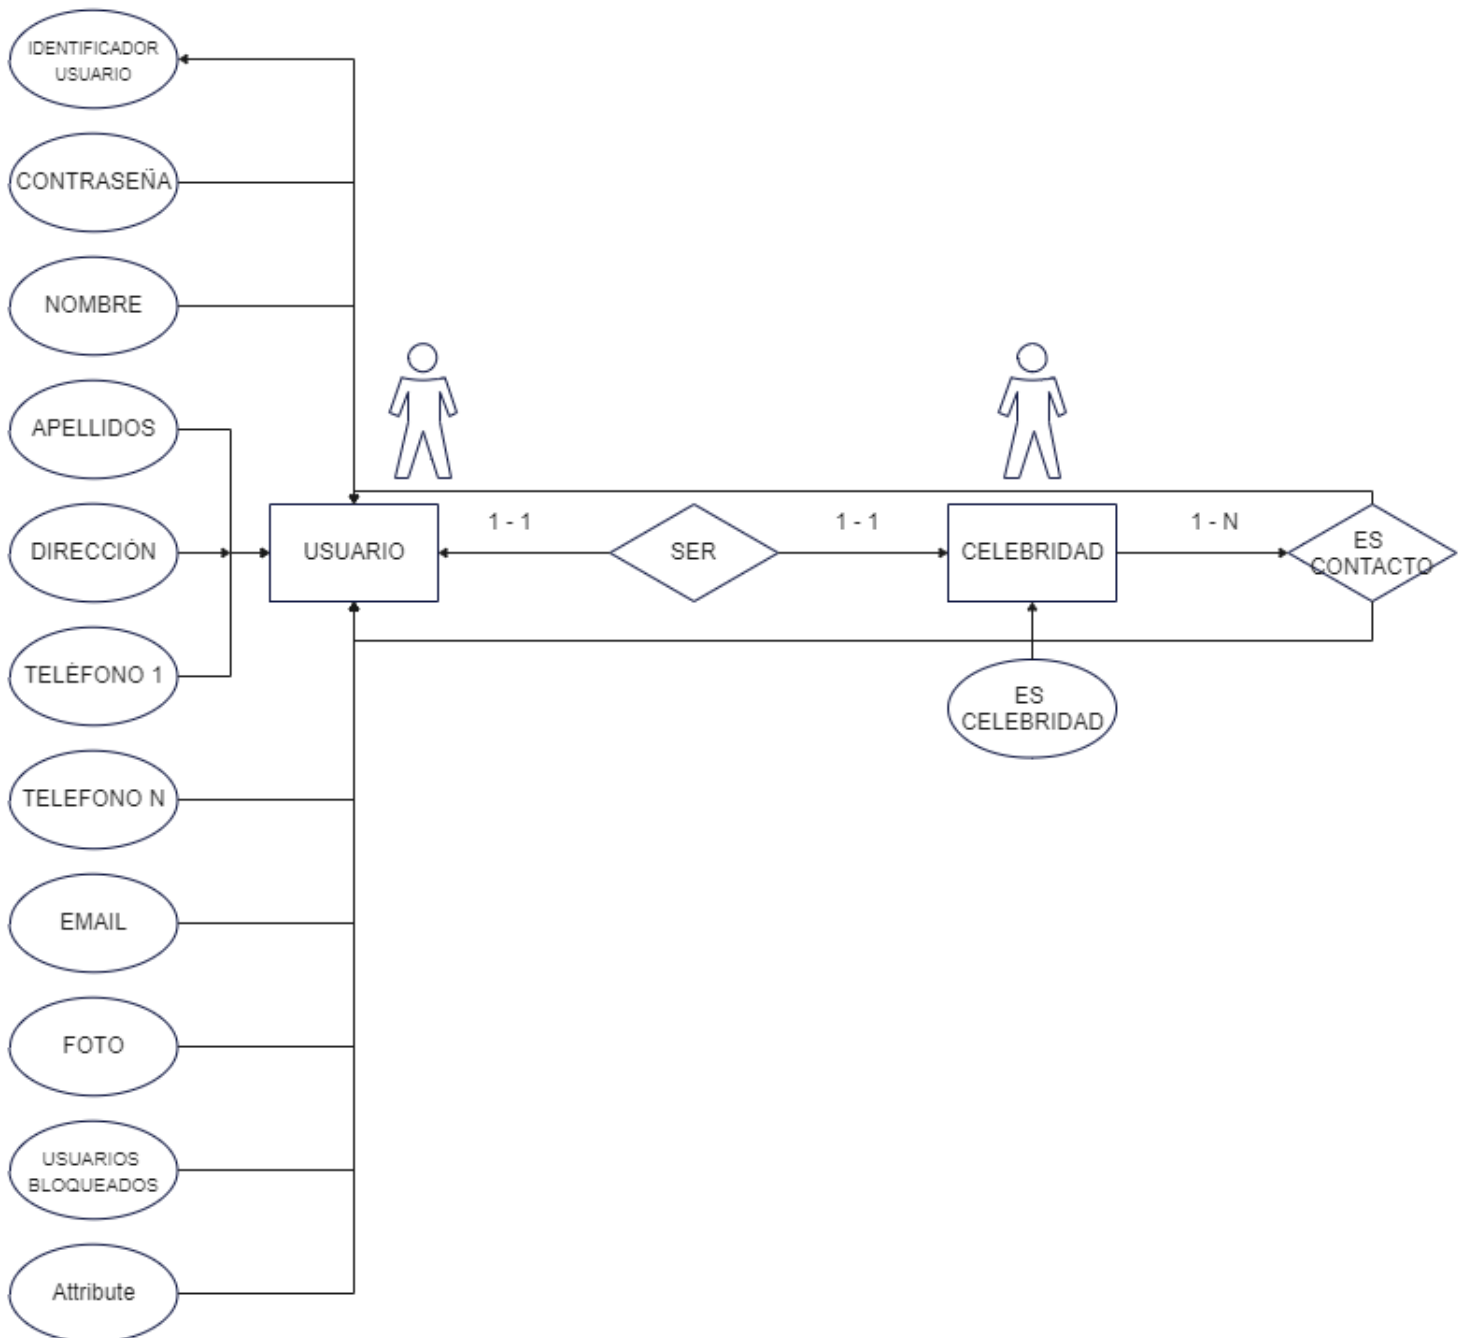 IDENTIFICADOR
USUARIO
CONTRASEÑA
NOMBRE
APELLIDOS
DIRECCIÓN
TELÉFONO 1
TELEFONO N
EMAIL
FOTO
USUARIOS
BLOQUEADOS
Attribute
USUARIO
1 - 1
SER
1 - 1
CELEBRIDAD
1 - N
ES
CONTACTO
ES
CELEBRIDAD